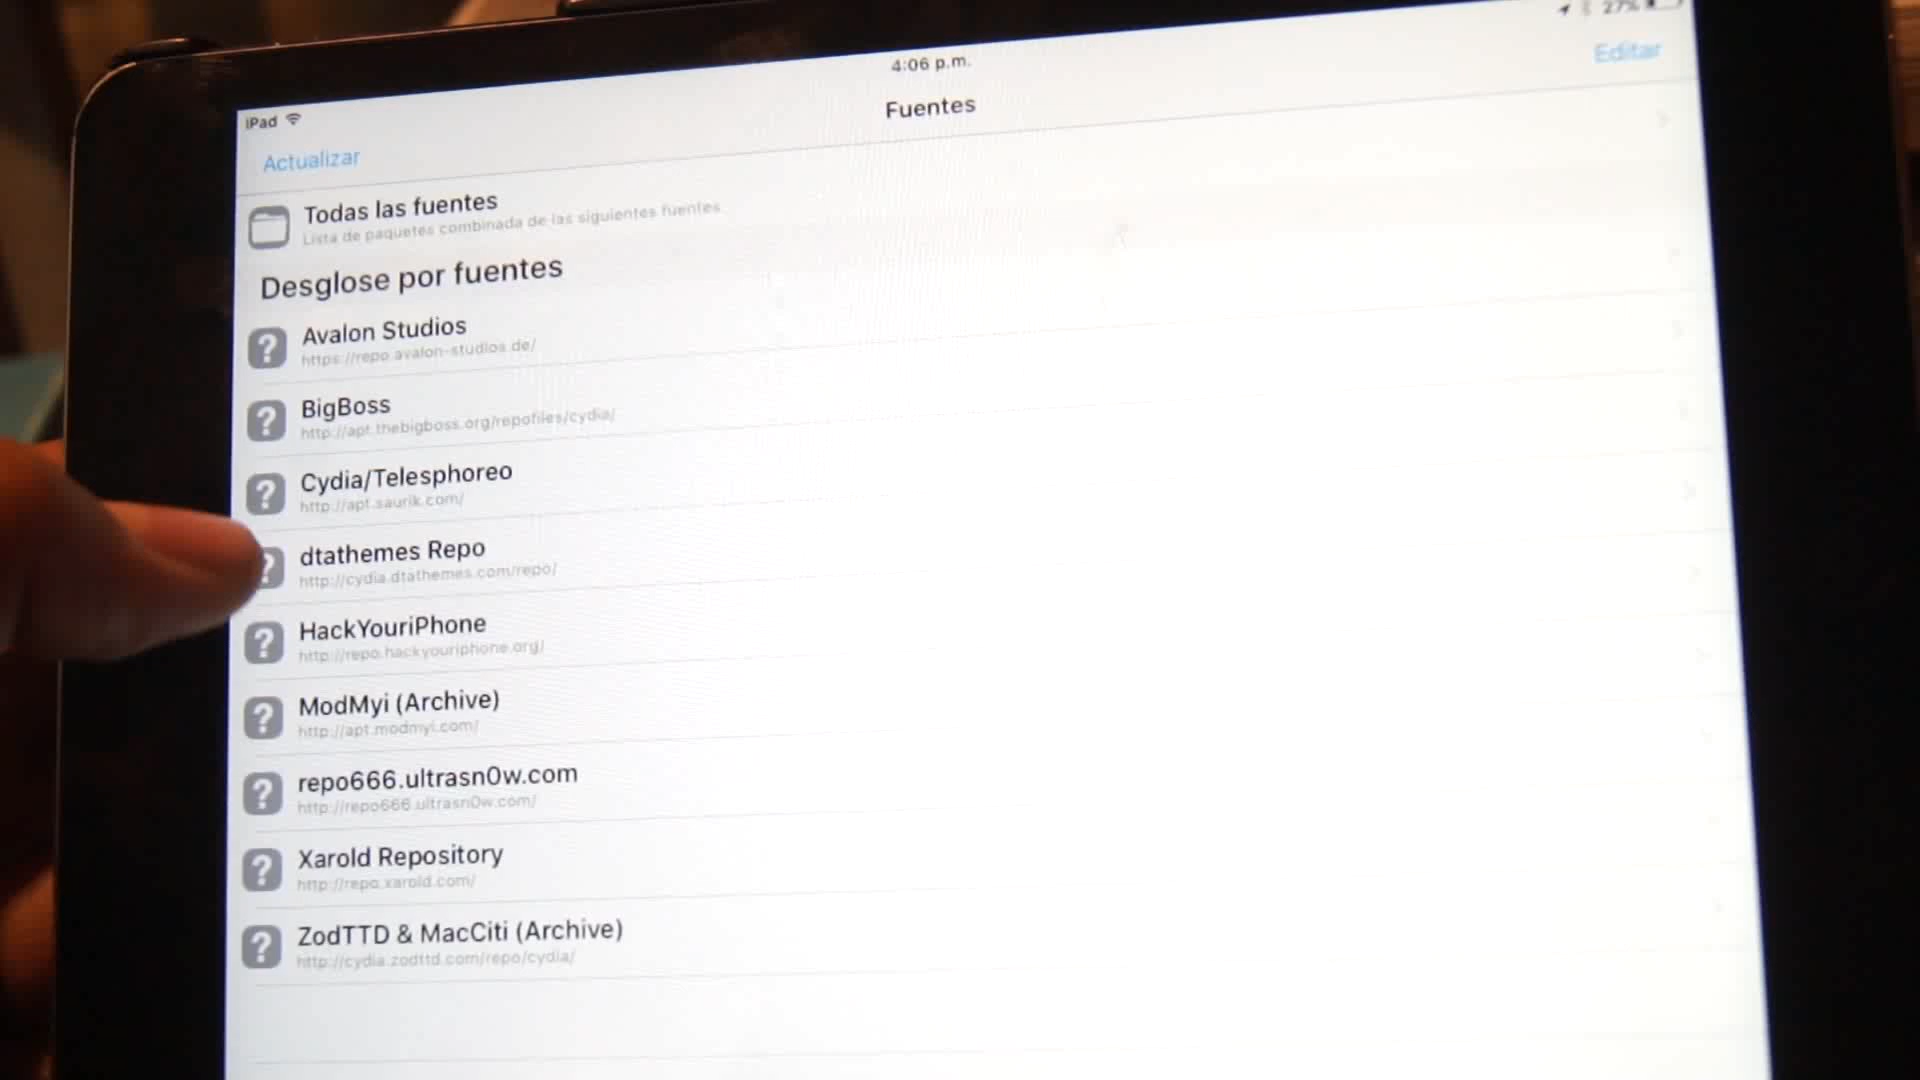 27%
4:06 p.m.
Editar
iPad
Fuentes
Actualizar
Todas las fuentes
Lista de paquetes combinada de las siguientes fuentes
Desglose por fuentes
Avalon Studios
https://repo.avalon-studios.de/
BigBoss
http://apt.thebigboss.org/repofiles/cydia/
Cydia/Telesphoreo
http://apt.saurik.com/
dtathemes Repo
http://cydia.dtathemes.com/repo/
HackYouriPhone
http://repo.hackyouriphone.org/
ModMyi (Archive)
http://apt.modmyi.com/
repo666.ultrasn0w.com
http://repo666.ultrasn0w.com/
Xarold Repository
http://repo.xarold.com/
ZodTTD & MacCiti (Archive)
http://cydia.zodttd.com/repo/cydia/